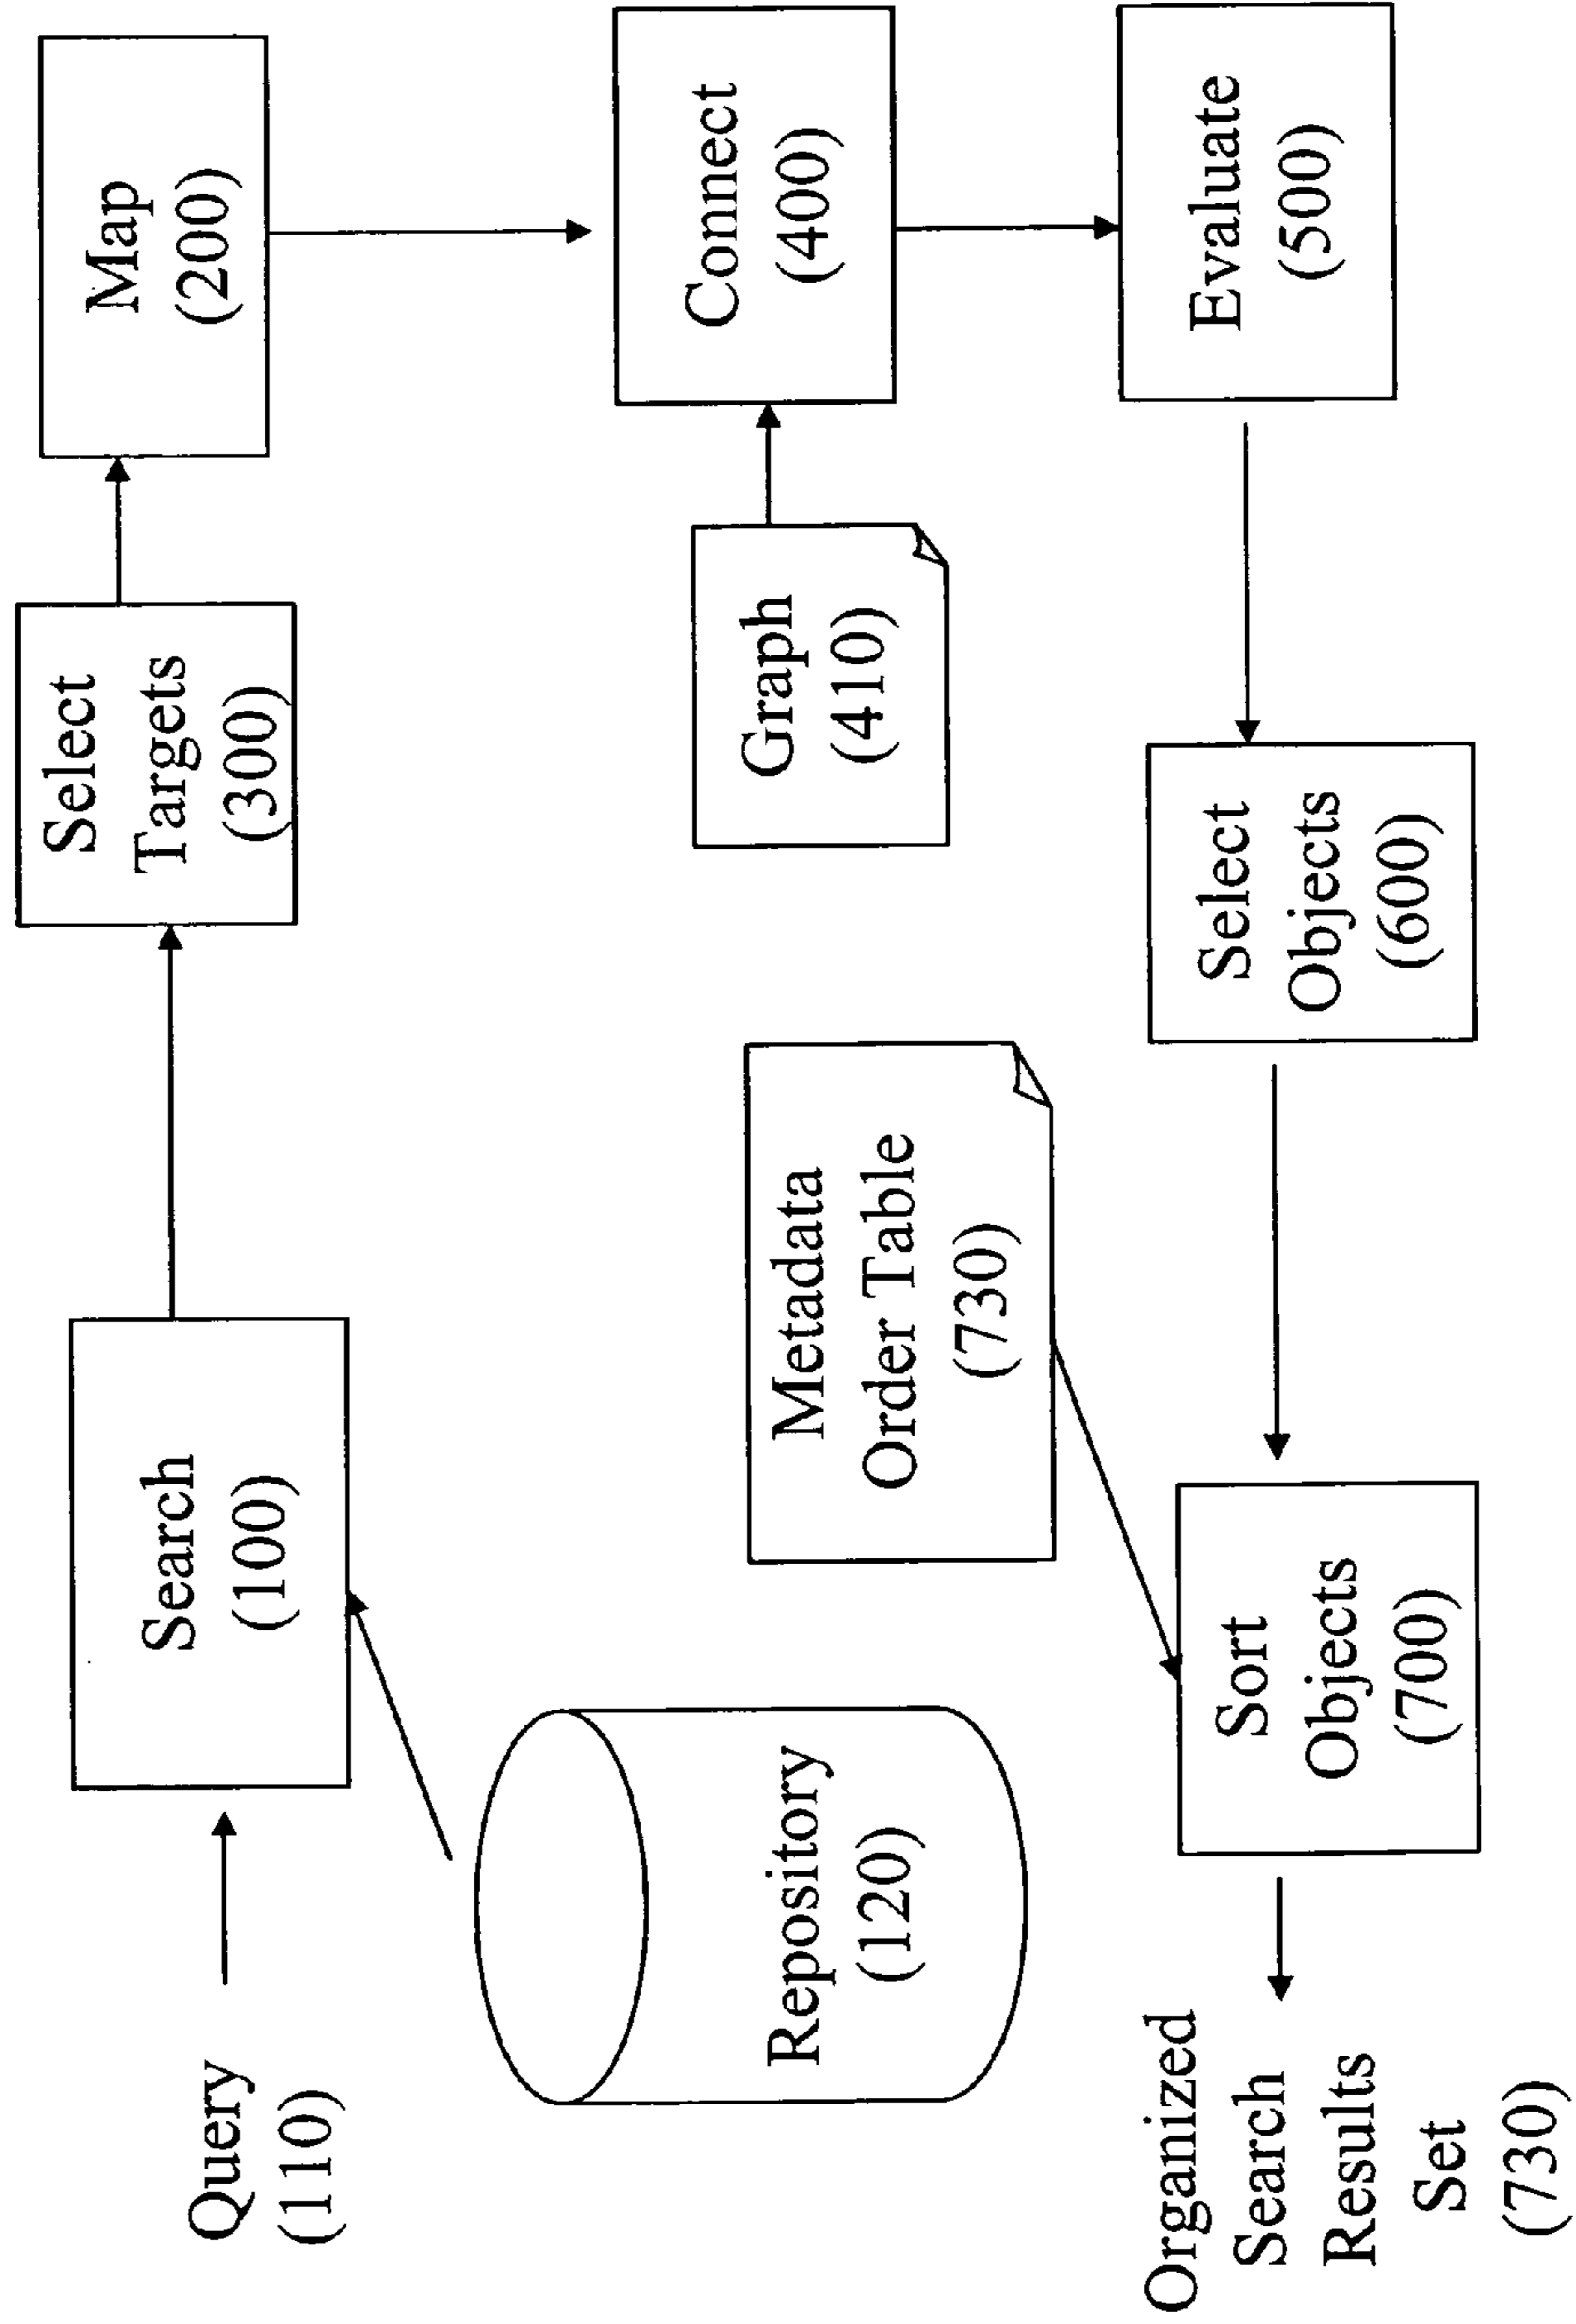 Query
(110)
Search
(100)
Select
Targets
(300)
Map
(200)
Repository
(120)
Metadata
Order Table
(730)
Graph
(410)
Connect
(400)
Organized
Search
Results
Set
(730)
Sort
Objects
(700)
Select
Objects
(600)
Evaluate
(500)